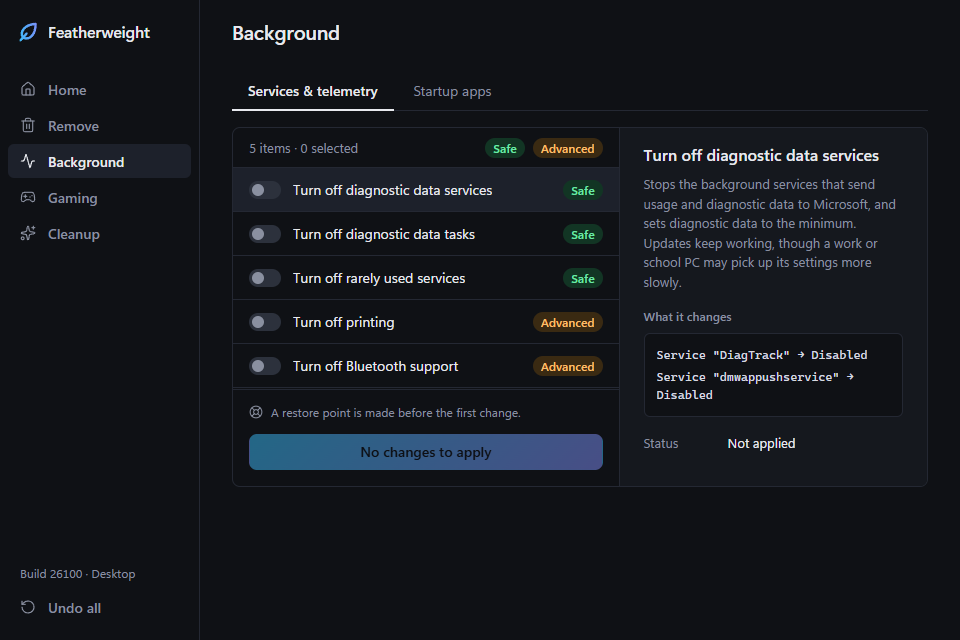 Featherweight
Home
Remove
Background
Gaming
Cleanup
Build 26100 · Desktop
Undo all
Background
Services & telemetry
Startup apps
5 items · 0 selected
Safe
Advanced
Turn off diagnostic data services
Safe
Turn off diagnostic data tasks
Safe
Turn off rarely used services
Safe
Turn off printing
Advanced
Turn off Bluetooth support
Advanced
A restore point is made before the first change.
No changes to apply
Turn off diagnostic data services
Stops the background services that send
usage and diagnostic data to Microsoft, and
sets diagnostic data to the minimum.
Updates keep working, though a work or
school PC may pick up its settings more
slowly.
What it changes
Service "DiagTrack" → Disabled
Service "dmwappushservice" →
Disabled
Status
Not applied